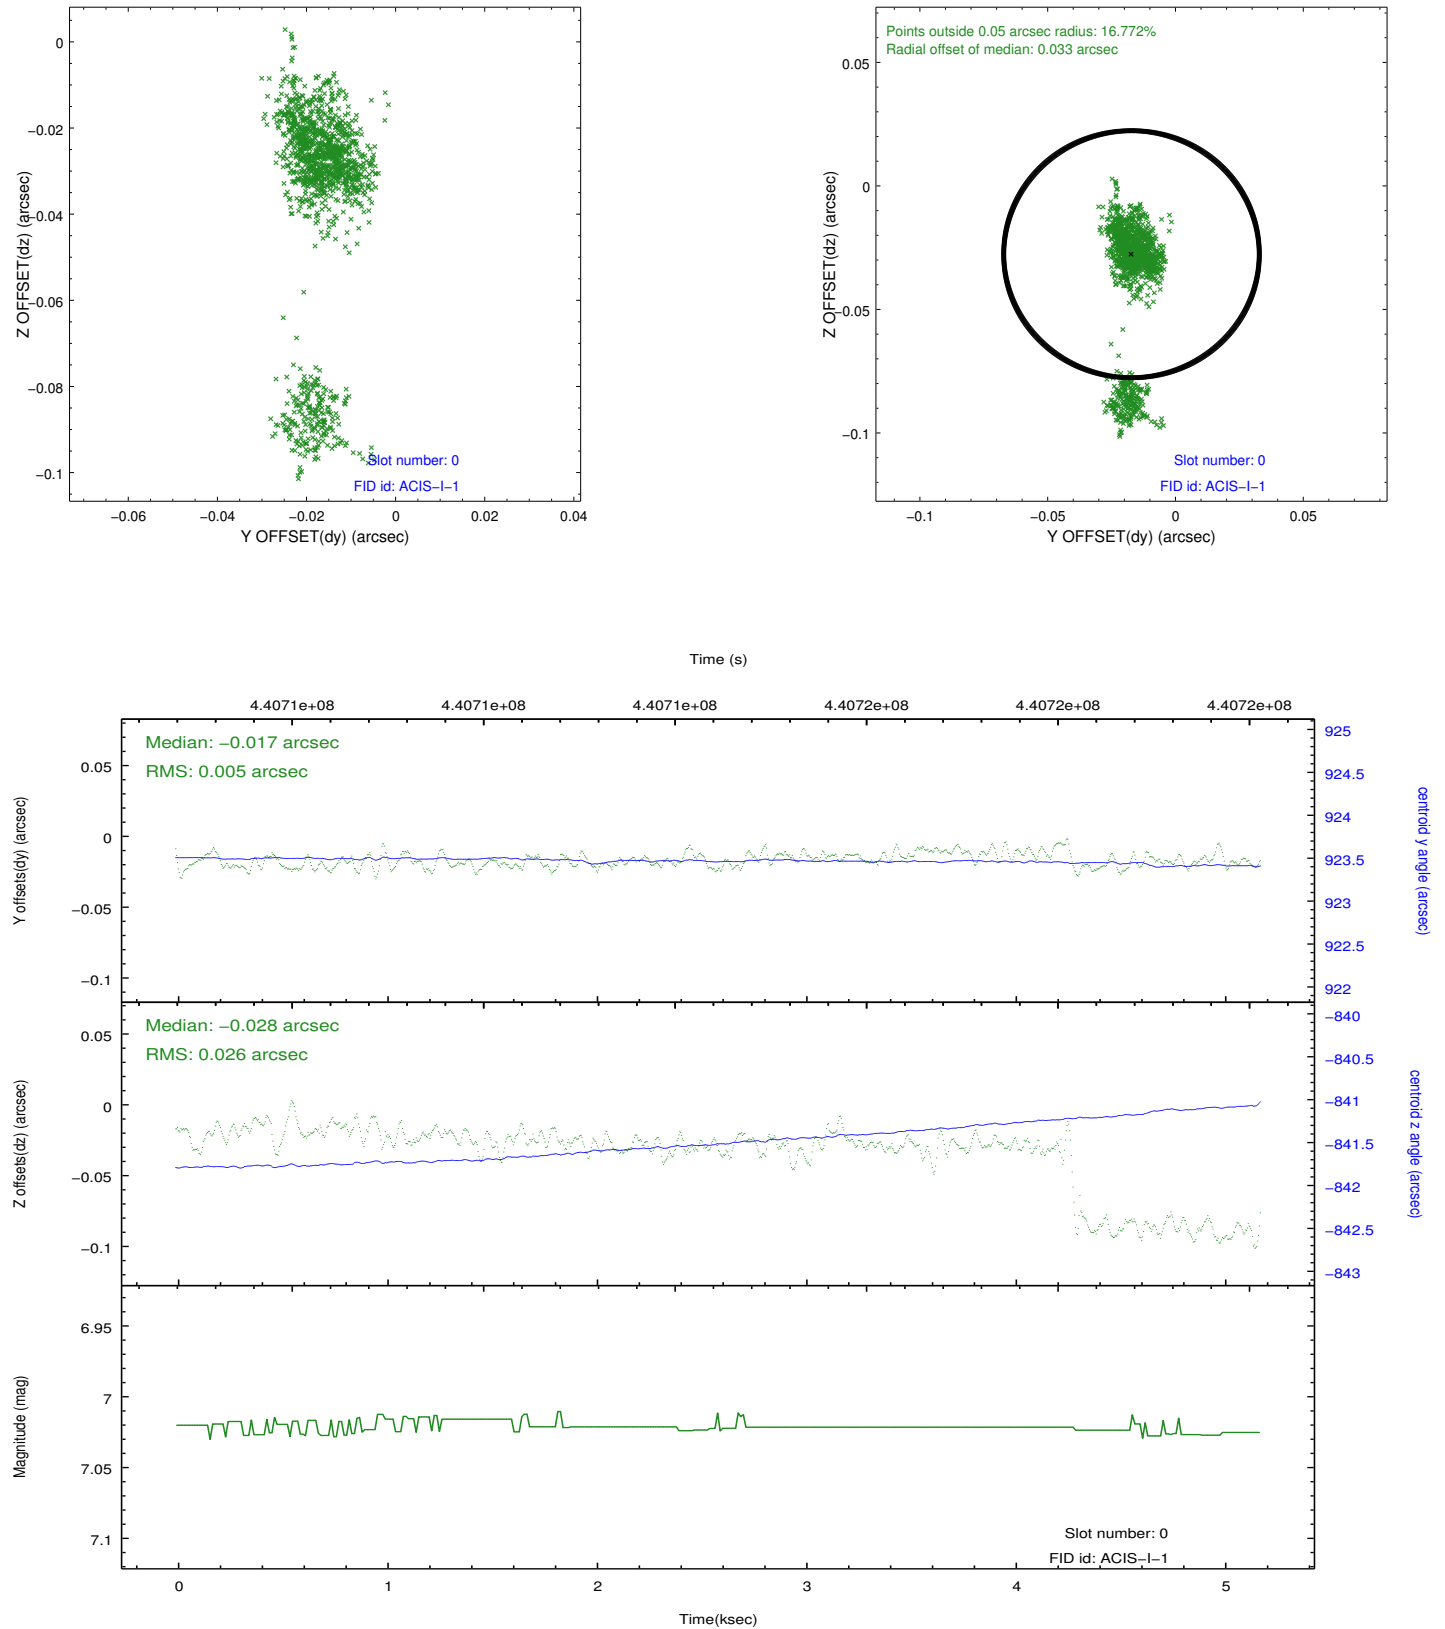 0
−0.02
−0.04
−0.06
−0.08
−0.1
Z OFFSET(dz) (arcsec)
−0.06
−0.04
−0.02
0
0.02
0.04
Y OFFSET(dy) (arcsec)
Slot number: 0
FID id: ACIS−I−1
Points outside 0.05 arcsec radius: 16.772%
Radial offset of median: 0.033 arcsec
0.05
0
−0.05
−0.1
Z OFFSET(dz) (arcsec)
−0.1
−0.05
0
0.05
Y OFFSET(dy) (arcsec)
Slot number: 0
FID id: ACIS−I−1
Time (s)
4.4071e+08
4.4071e+08
4.4071e+08
4.4072e+08
4.4072e+08
4.4072e+08
Median: −0.017 arcsec
RMS: 0.005 arcsec
0.05
0
−0.05
−0.1
Y offsets(dy) (arcsec)
925
924.5
924
923.5
923
922.5
922
centroid y angle (arcsec)
Median: −0.028 arcsec
RMS: 0.026 arcsec
0.05
0
−0.05
−0.1
Z offsets(dz) (arcsec)
−840
−840.5
−841
−841.5
−842
−842.5
−843
centroid z angle (arcsec)
6.95
7
7.05
7.1
Magnitude (mag)
Slot number: 0
FID id: ACIS−I−1
0
1
2
3
4
5
Time(ksec)